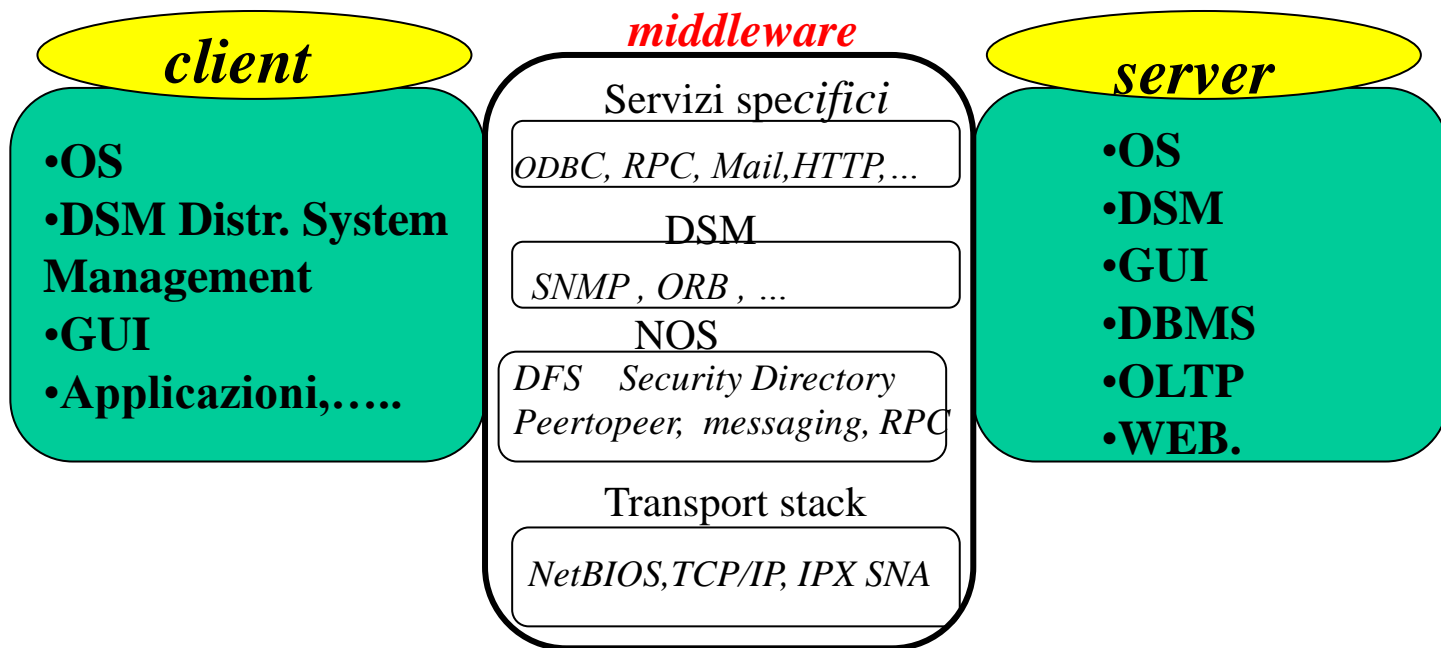 client
•OS
•DSM Distr. System
Management
•GUI
•Applicazioni,…..
middleware
Servizi specifici
ODBC, RPC, Mail,HTTP,…
DSM
SNMP , ORB , …
NOS
DFS Security Directory
Peertopeer, messaging, RPC
Transport stack
NetBIOS,TCP/IP, IPX SNA
server
•OS
•DSM
•GUI
•DBMS
•OLTP
•WEB.